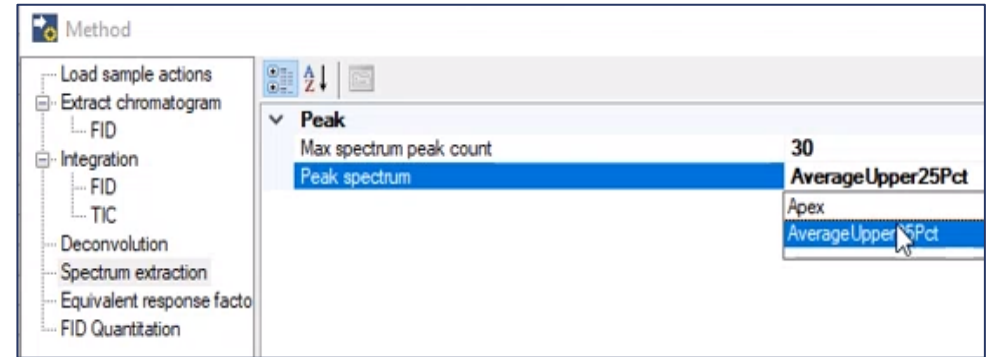 Method
Load sample actions
Extract chromatogram
FID
Integration
FID
TIC
Deconvolution
Spectrum extraction
Equivalent response facto
FID Quantitation
A
Z
Peak
Max spectrum peak count 30
Peak spectrum AverageUpper25Pct
Apex
AverageUpper25Pct